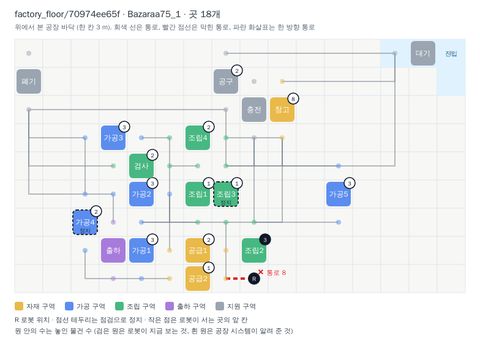 factory_floor/70974ee65f · Bazaraa75_1 · 곳 18개
위에서 본 공장 바닥 (한 칸 3 m). 회색 선은 통로, 빨간 점선은 막힌 통로, 파란 화살표는 한 방향 통로
대기
진입
2
폐기
공구
8
충전
창고
3
4
가공3
조립4
2
검사
3
1
1
3
가공2
조립1
조립3
정지
가공5
2
가공4
정지
3
2
3
출하
가공1
공급1
조립2
1
공급2
R
✕ 통로 8
자재 구역
가공 구역
조립 구역
출하 구역
지원 구역
R 로봇 위치 · 점선 테두리는 점검으로 정지 · 작은 점은 로봇이 서는 곳의 앞 칸
원 안의 수는 놓인 물건 수 (검은 원은 로봇이 지금 보는 것, 흰 원은 공장 시스템이 알려 준 것)